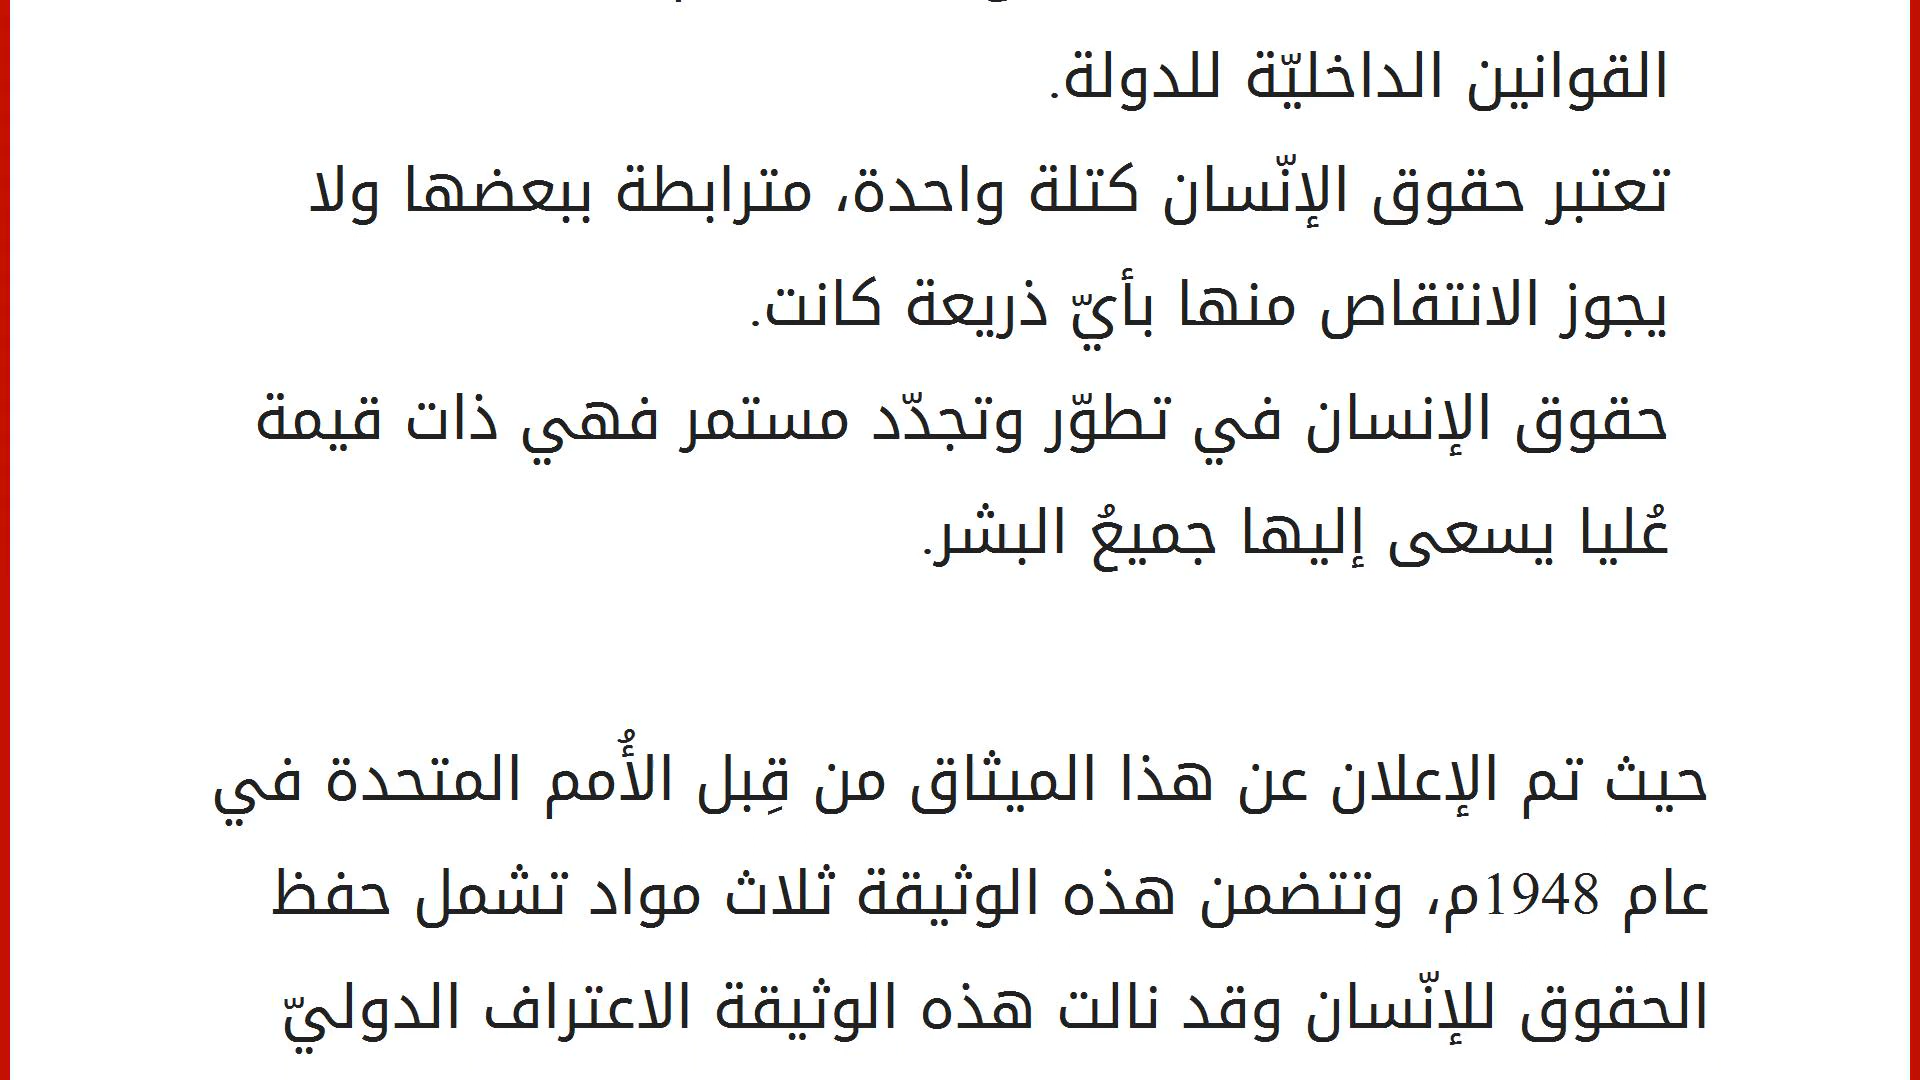 القوانين الداخليّة للدولة.
تعتبر حقوق الإنّسان كتلة واحدة، مترابطة ببعضها ولا
يجوز الانتقاص منها بأيّ ذريعة كانت.
حقوق الإنسان في تطوّر وتجدّد مستمر فهي ذات قيمة
عُليا يسعى إليها جميعُ البشر.
حيث تم الإعلان عن هذا الميثاق من قِبل الأُمم المتحدة في
عام 1948م، وتتضمن هذه الوثيقة ثلاث مواد تشمل حفظ
الحقوق للإنّسان وقد نالت هذه الوثيقة الاعتراف الدوليّ